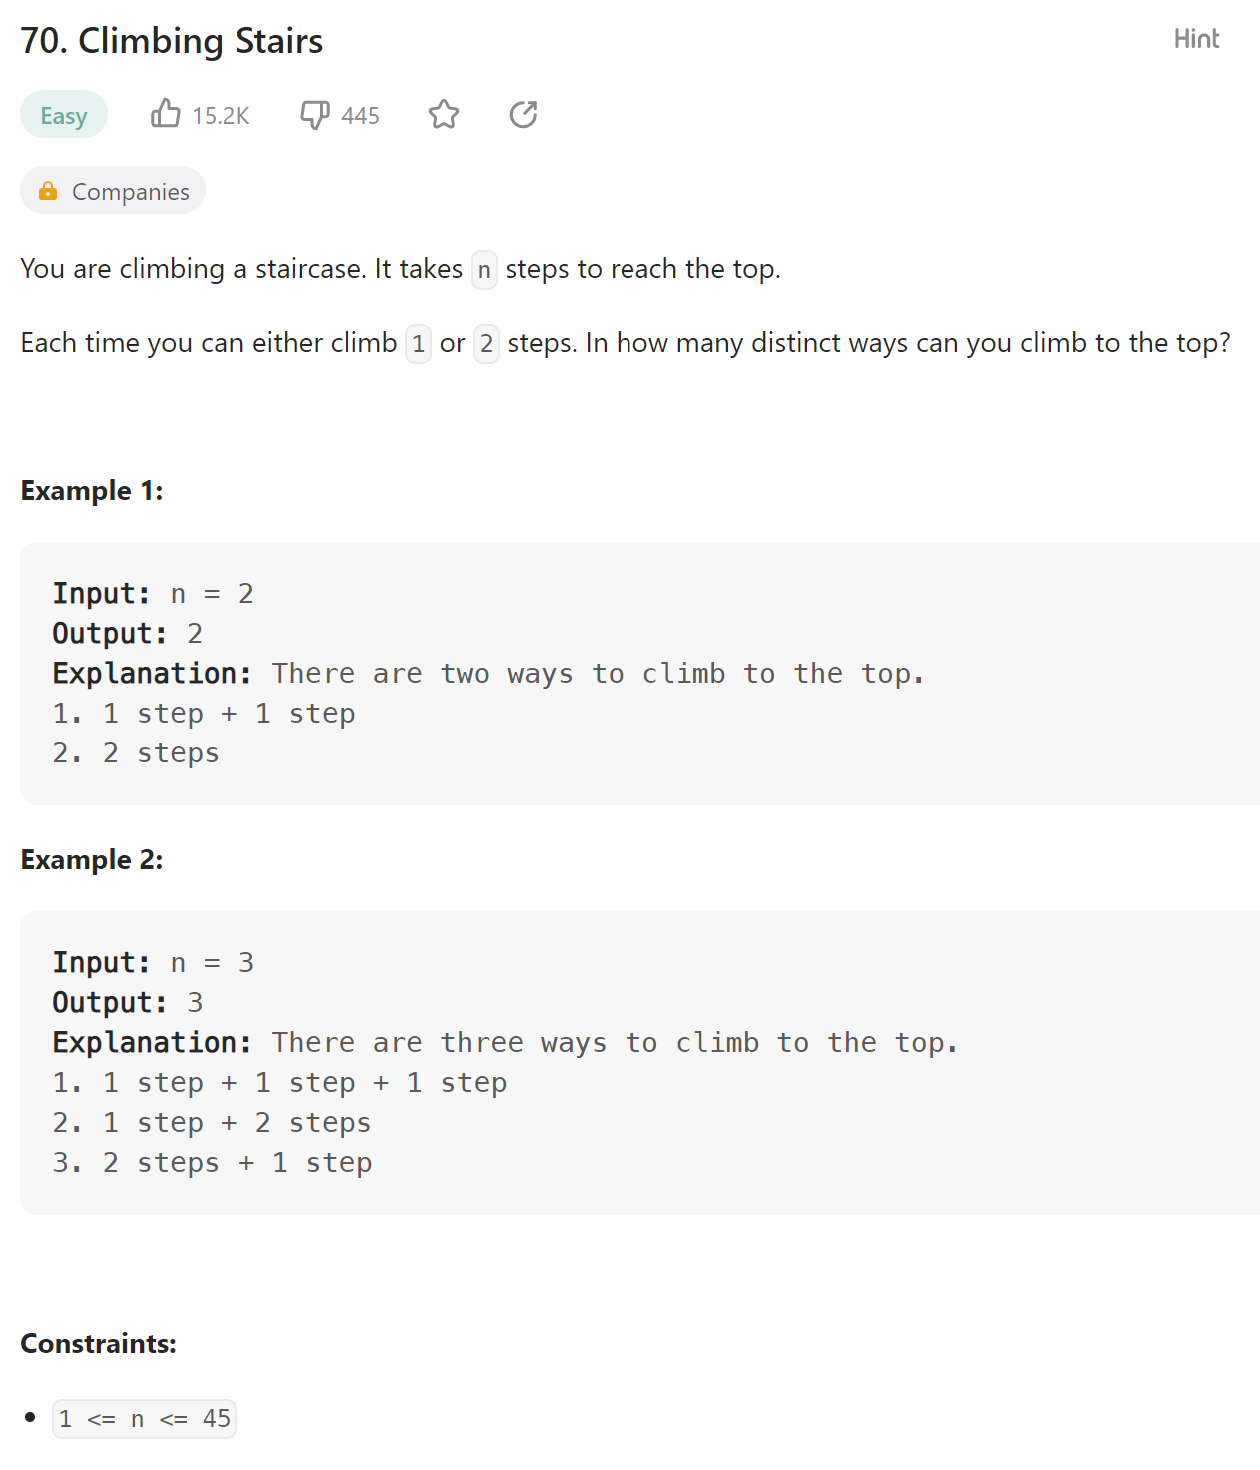 70. Climbing Stairs
Hint
Easy
15.2K
445
Companies
You are climbing a staircase. It takes n steps to reach the top.
Each time you can either climb 1 or 2 steps. In how many distinct ways can you climb to the top?
Example 1:
Input: n = 2
Output: 2
Explanation: There are two ways to climb to the top.
1. 1 step + 1 step
2. 2 steps
Example 2:
Input: n = 3
Output: 3
Explanation: There are three ways to climb to the top.
1. 1 step + 1 step + 1 step
2. 1 step + 2 steps
3. 2 steps + 1 step
Constraints:
• 1 <= n <= 45